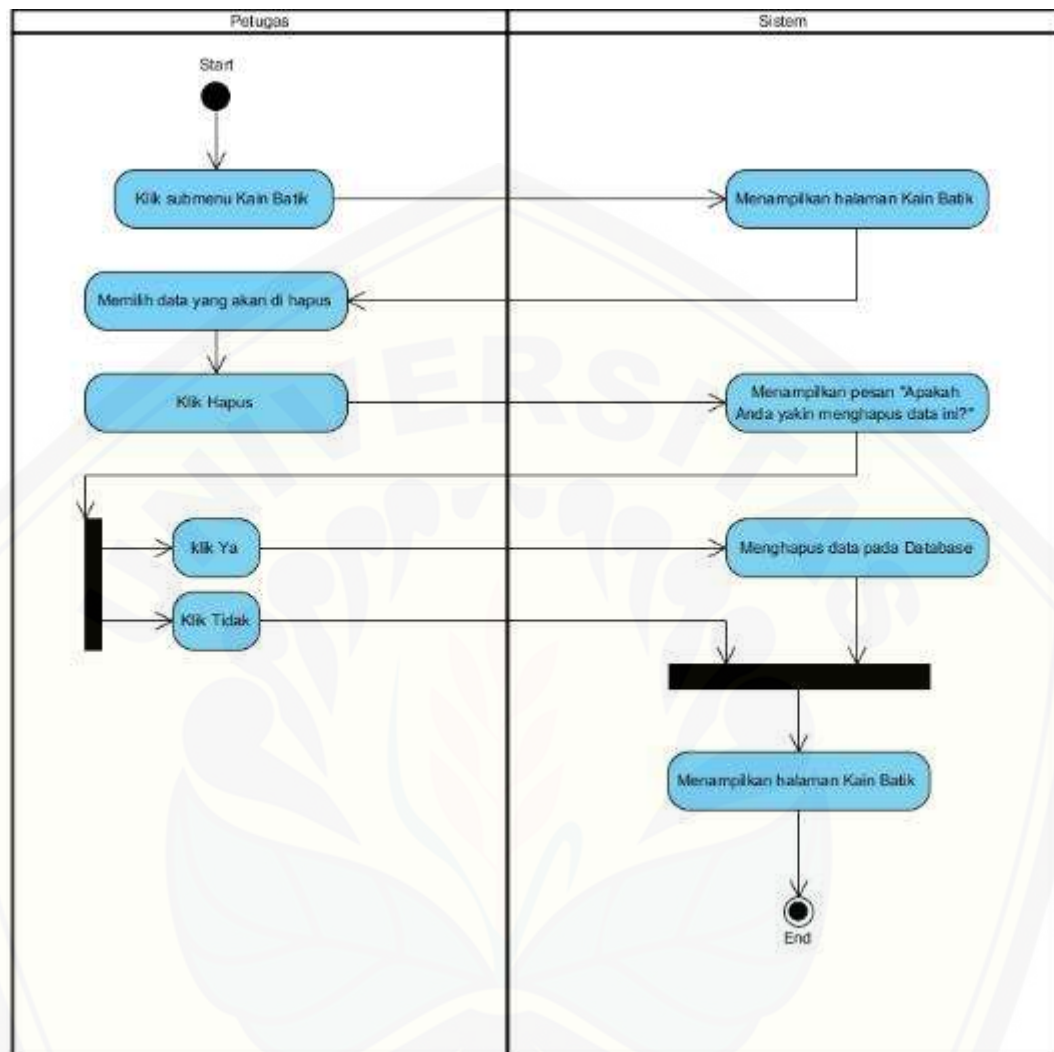 Petugas
Sistem
Start
Klik submenu Kain Batik
Menampilkan halaman Kain Batik
Memilih data yang akan di hapus
Klik Hapus
Menampilkan pesan "Apakah
Anda yakin menghapus data ini?"
klik Ya
Menghapus data pada Database
Klik Tidak
Menampilkan halaman Kain Batik
End
UNIVERSITAS